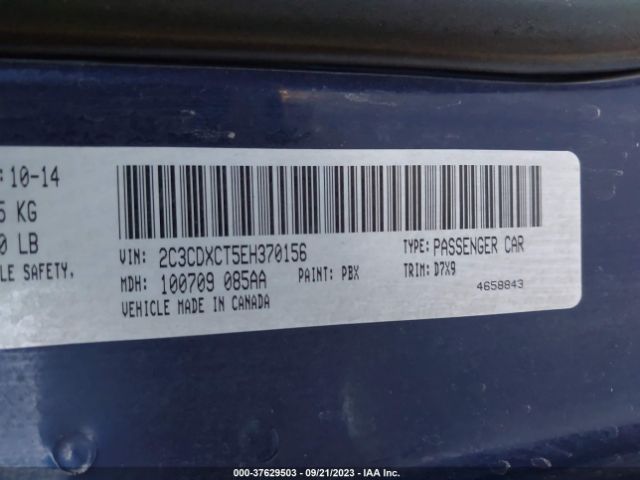 : 10-14
5 KG
0 LB
LE SAFETY,
VIN: 2C3CDXCT5EH370156
TYPE: PASSENGER CAR
MDH: 100709 085AA
PAINT: PBX
TRIM: D7X9
VEHICLE MADE IN CANADA
4658843
000-37629503 - 09/21/2023 - IAA Inc.